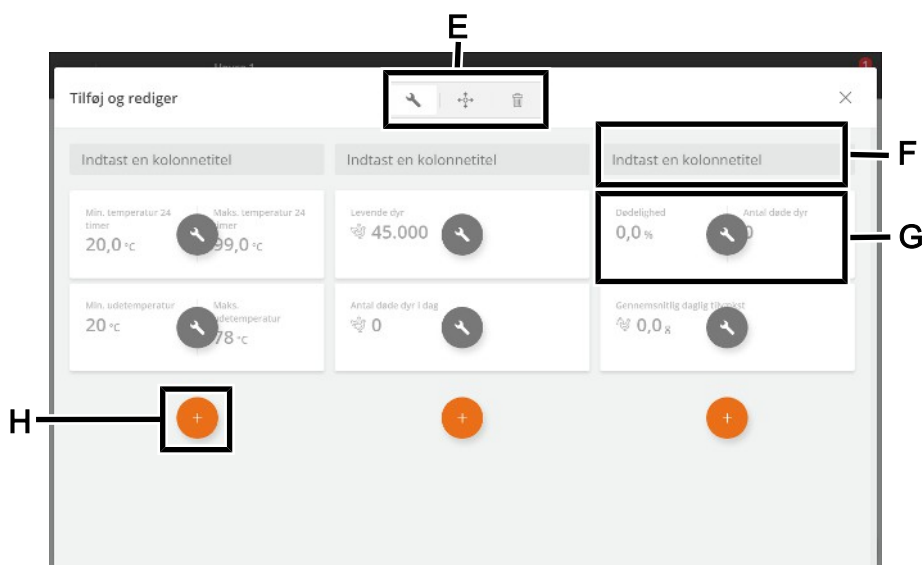 E
1
Tilføj og rediger
Indtast en kolonnetitel
Indtast en kolonnetitel
Indtast en kolonnetitel
F
Min. temperatur 24 timer
20,0 °C
Maks. temperatur 24
99,0 °C
Levende dyr
45.000
Dødelighed
0,0 %
Antal døde dyr
G
Min. udetemperatur
20 °C
Maks. udetemperatur
78 °C
Antal døde dyr i dag
0
Gennemsnitlig daglig tilvækst
0,0 g
H
+
+
+